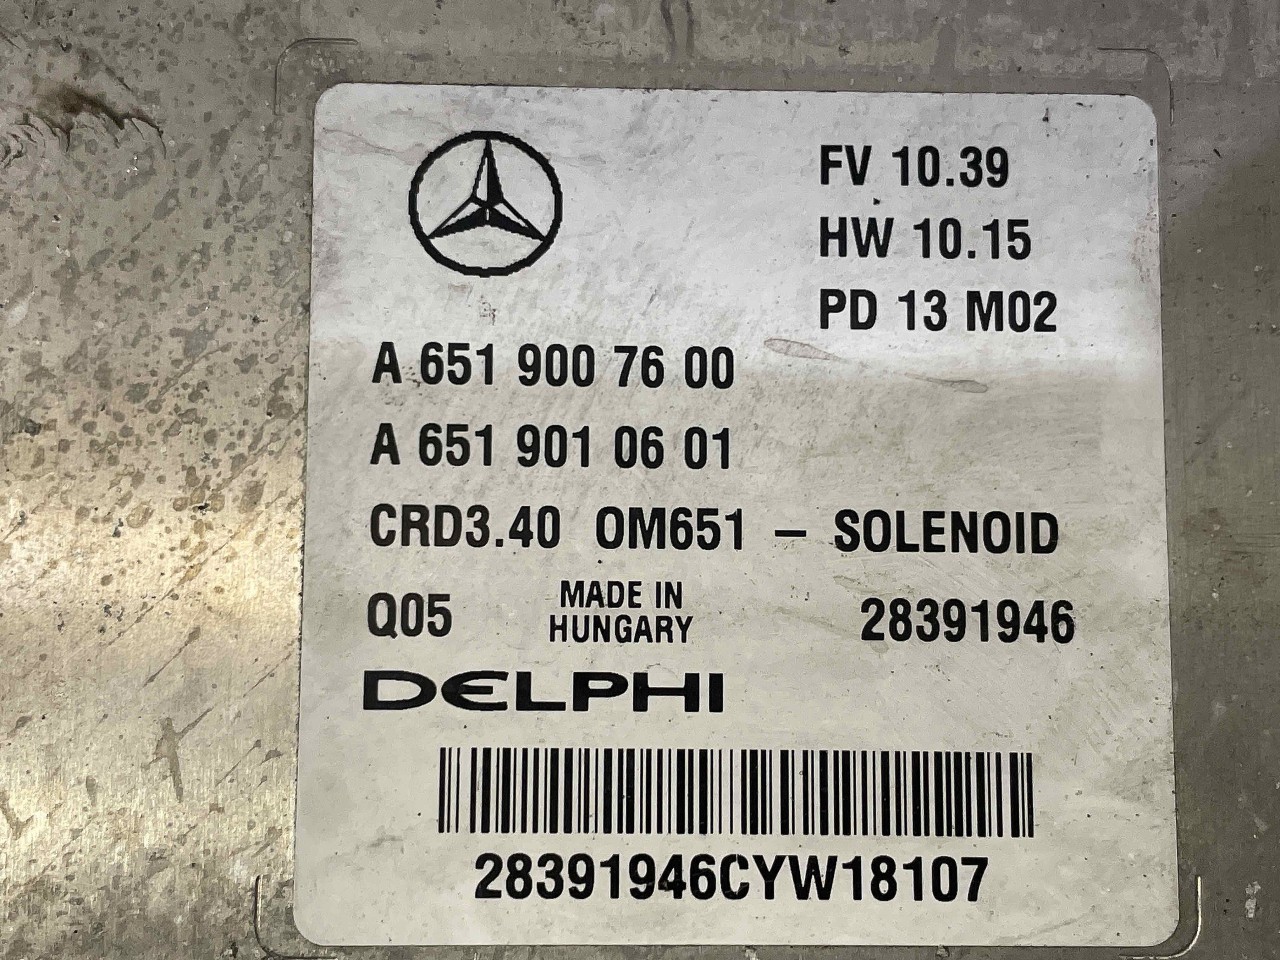 FV 10.39
HW 10.15
PD 13 M02
A 651 900 76 00
A 651 901 06 01
CRD3.40 OM651 – SOLENOID
Q05 MADE IN HUNGARY 28391946
DELPHI
28391946CYW18107